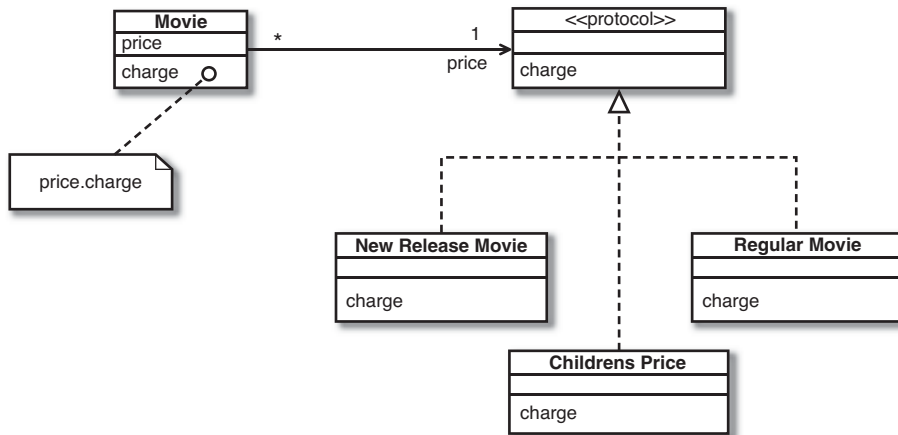 Movie
price
charge
price.charge
*
1
price
<<protocol>>
charge
New Release Movie
charge
Regular Movie
charge
Childrens Price
charge